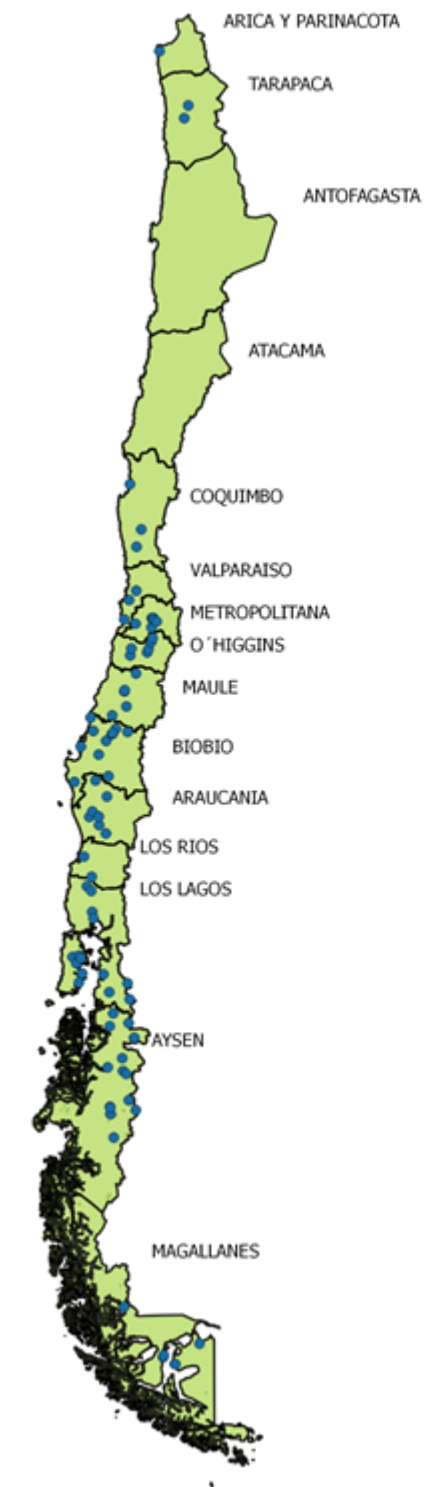 ARICA Y PARINACOTA
TARAPACA
ANTOFAGASTA
ATACAMA
COQUIMBO
VALPARAISO
METROPOLITANA
O´HIGGINS
MAULE
BIOBIO
ARAUCANIA
LOS RIOS
LOS LAGOS
AYSEN
MAGALLANES